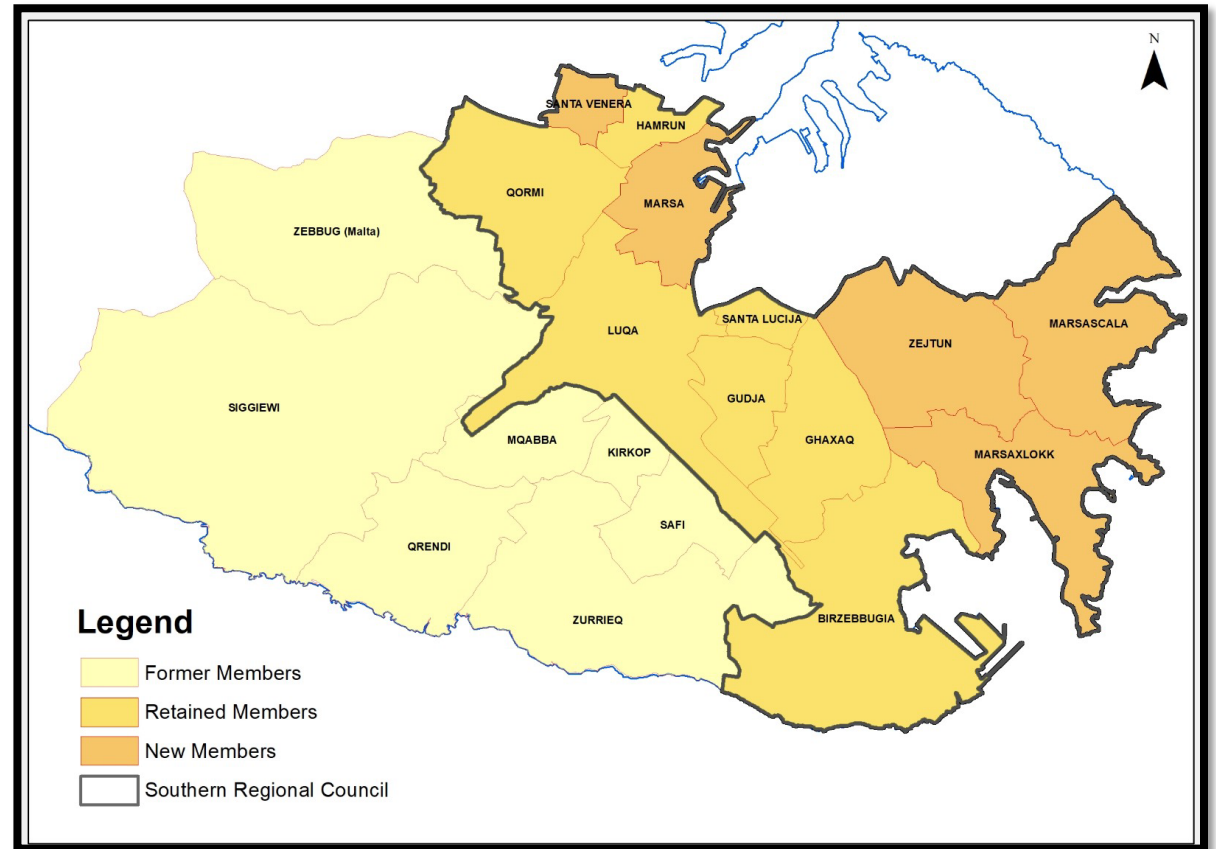 N
SANTA VENERA
HAMRUN
QORMI
MARSA
ZEBBUG (Malta)
SANTA LUCIJA
MARSASCALA
LUQA
ZEJTUN
GUDJA
SIGGIEWI
MQABBA
GHAXAQ
KIRKOP
MARSAXLOKK
SAFI
QRENDI
ZURRIEQ
BIRZEBBUGIA
Legend
Former Members
Retained Members
New Members
Southern Regional Council